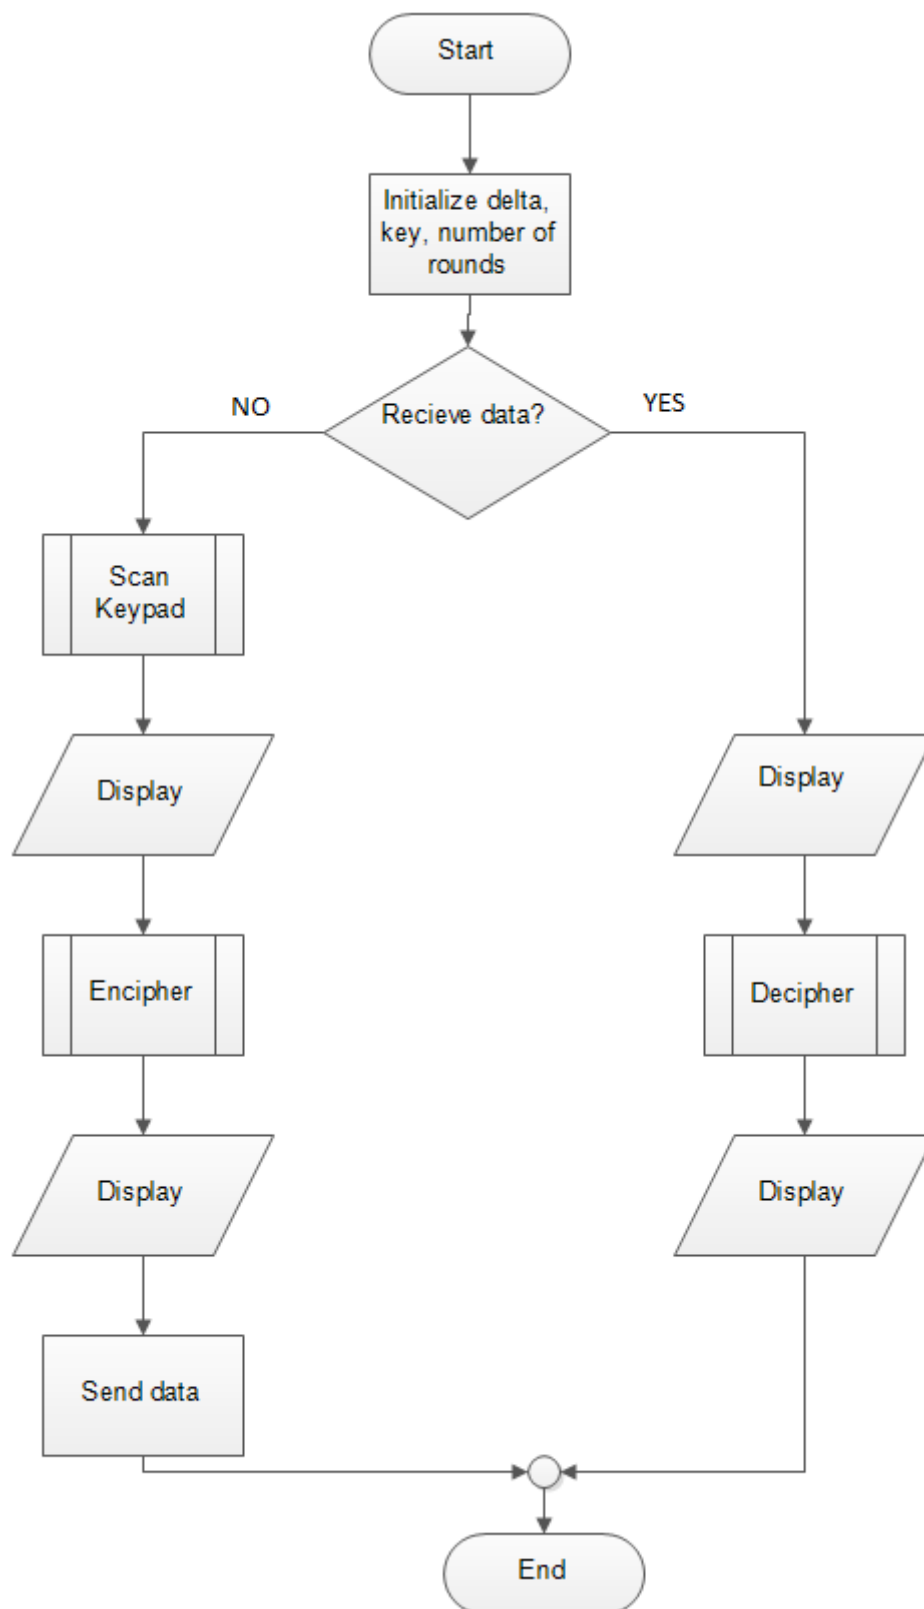 Start
Initialize delta,
key, number of
rounds
Recieve data?
NO
YES
Scan
Keypad
Display
Display
Encipher
Decipher
Display
Display
Send data
End